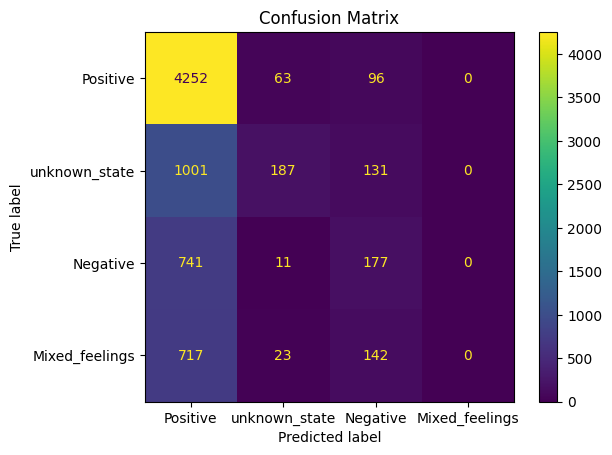 Confusion Matrix
True label
Positive
4252 63 96 0
unknown_state
1001 187 131 0
Negative
741 11 177 0
Mixed_feelings
717 23 142 0
Positive unknown_state Negative Mixed_feelings
Predicted label
4000
3500
3000
2500
2000
1500
1000
500
0